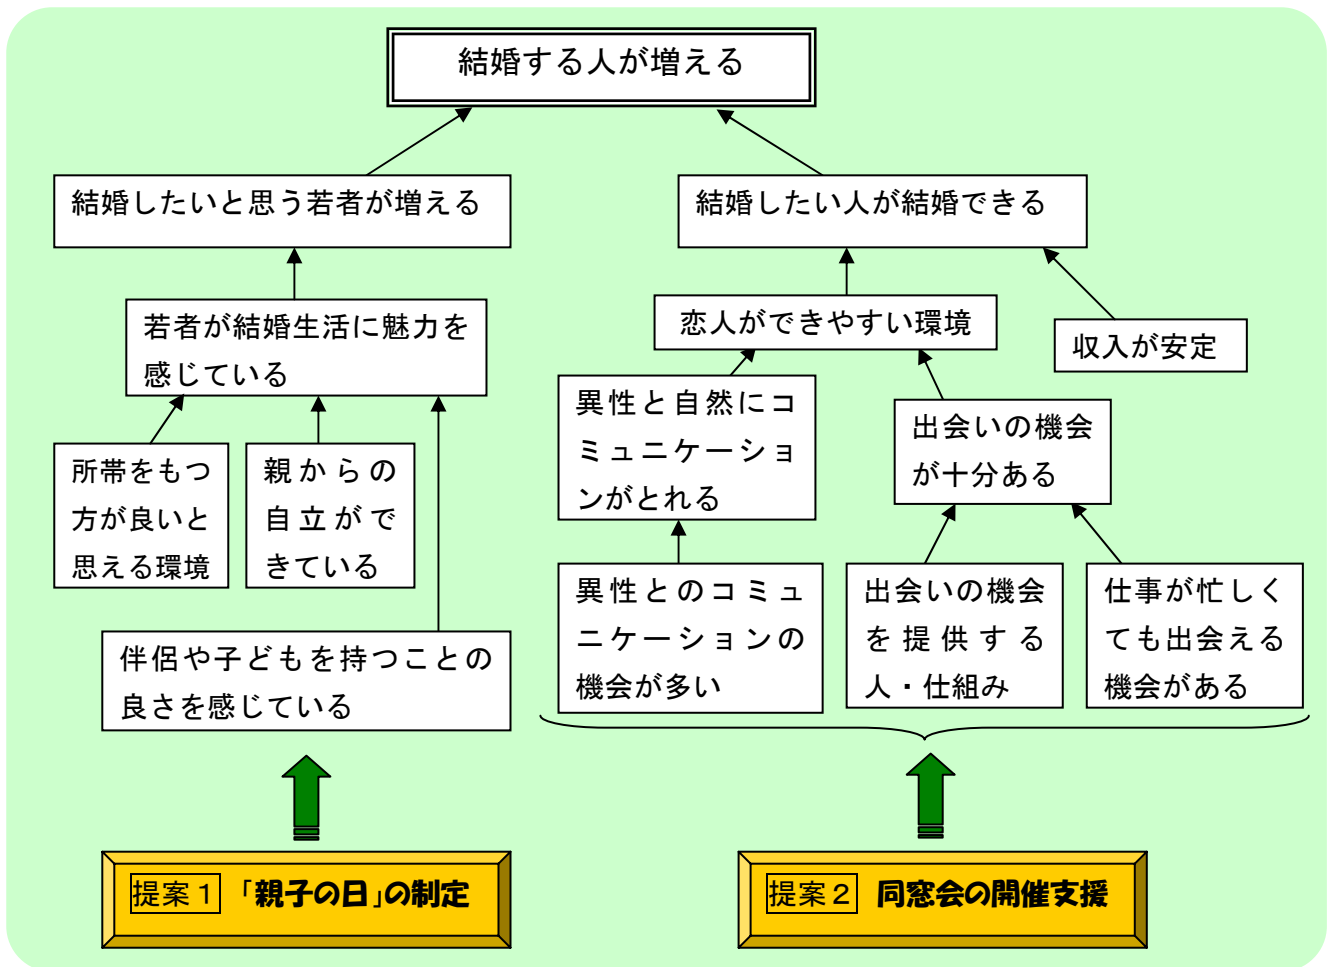 結婚する人が増える
結婚したいと思う若者が増える
結婚したい人が結婚できる
若者が結婚生活に魅力を
感じている
恋人ができやすい環境
収入が安定
所帯をもつ
方が良いと
思える環境
親からの
自立がで
きている
異性と自然にコ
ミュニケーショ
ンがとれる
出会いの機会
が十分ある
伴侶や子どもを持つことの
良さを感じている
異性とのコミュ
ニケーションの
機会が多い
出会いの機会
を提供する
人・仕組み
仕事が忙しく
ても出会える
機会がある
提案1 「親子の日」の制定
提案2 同窓会の開催支援